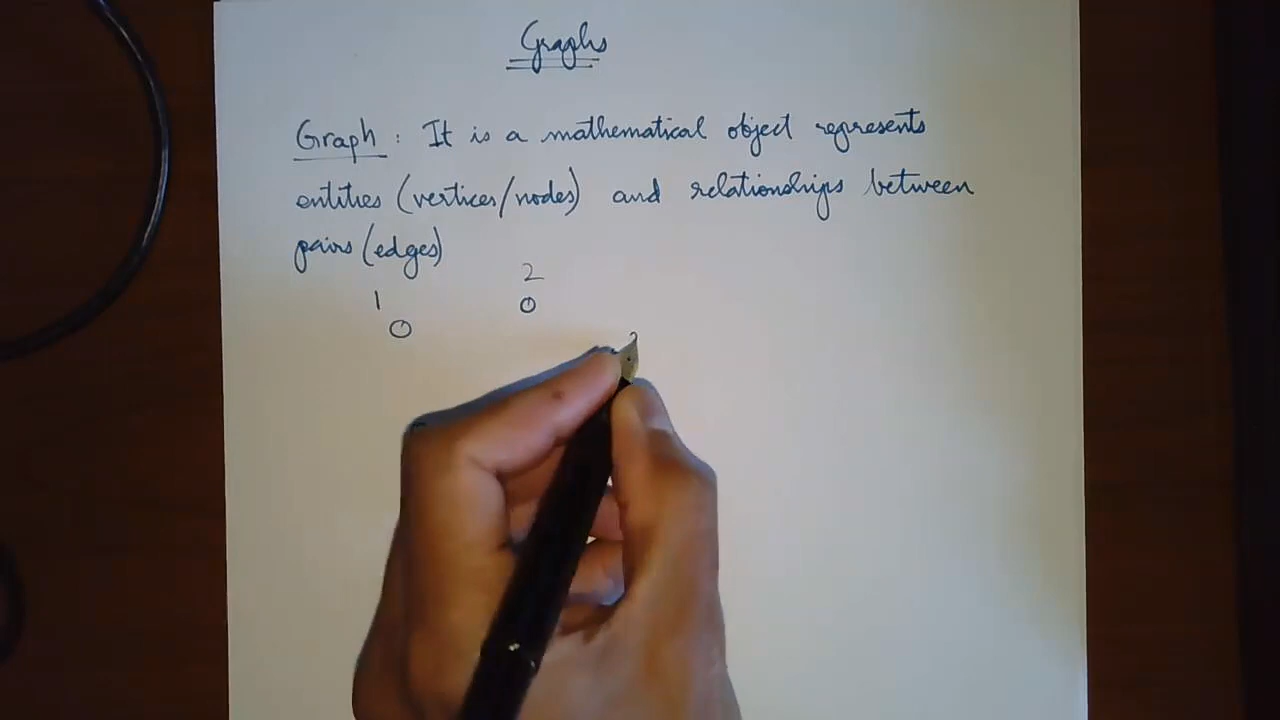 Graphs
Graph : It is a mathematical object represents
entities (vertices/nodes) and relationships between
pairs (edges)
2
1